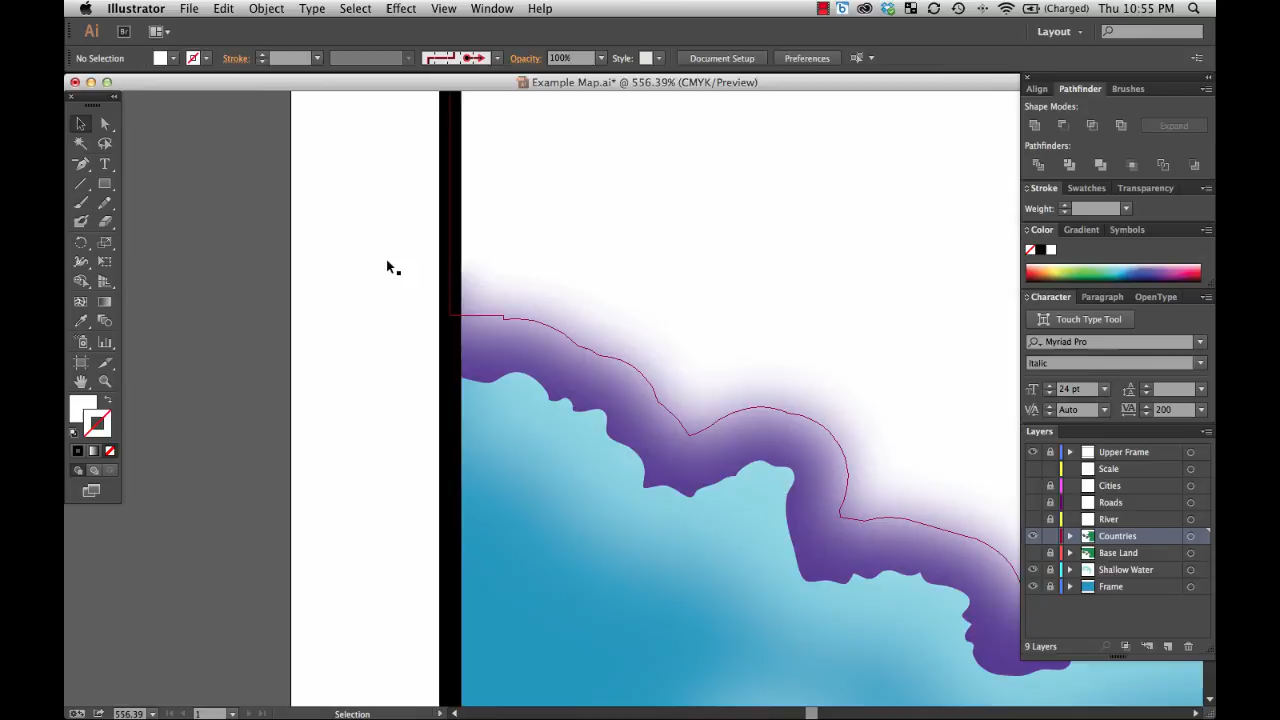 Illustrator File Edit Object Type Select Effect View Window Help (Charged) Thu 10:55 PM
Ai Br Layout
No Selection Stroke: Opacity: 100% Style: Document Setup Preferences
Example Map.ai* @ 556.39% (CMYK/Preview)
Align Pathfinder Brushes
Shape Modes:
Expand
Pathfinders:
Stroke Swatches Transparency
Weight:
Color Gradient Symbols
Character Paragraph OpenType
Touch Type Tool
Myriad Pro
Italic
24 pt
Auto 200
Layers
Upper Frame
Scale
Cities
Roads
River
Countries
Base Land
Shallow Water
Frame
9 Layers
556.39 1 Selection